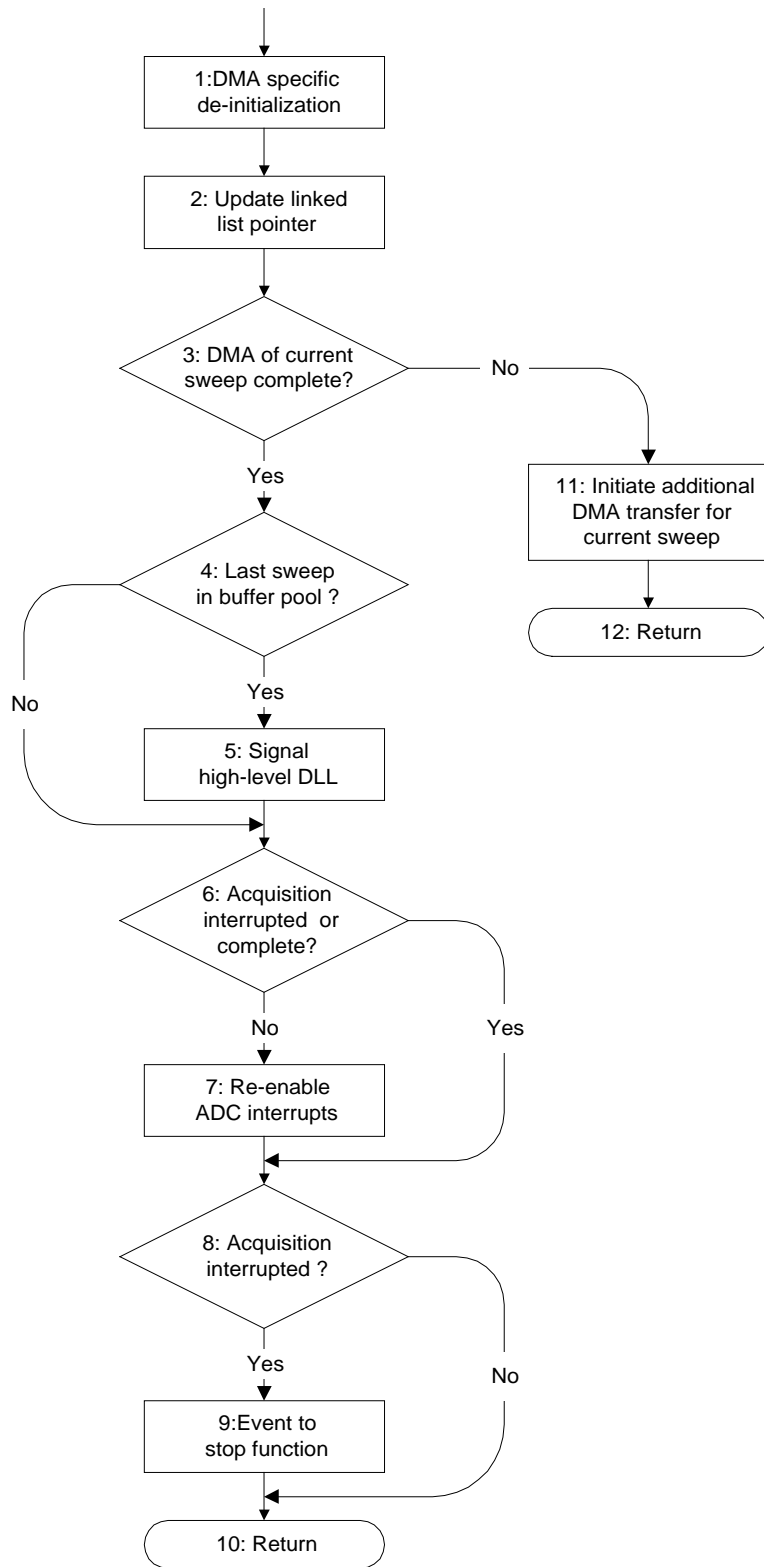 1:DMA specific
de-initialization
2: Update linked
list pointer
3: DMA of current
sweep complete?
No
Yes
11: Initiate additional
DMA transfer for
current sweep
4: Last sweep
in buffer pool ?
12: Return
Yes
No
5: Signal
high-level DLL
6: Acquisition
interrupted or
complete?
No
Yes
7: Re-enable
ADC interrupts
8: Acquisition
interrupted ?
Yes
No
9:Event to
stop function
10: Return